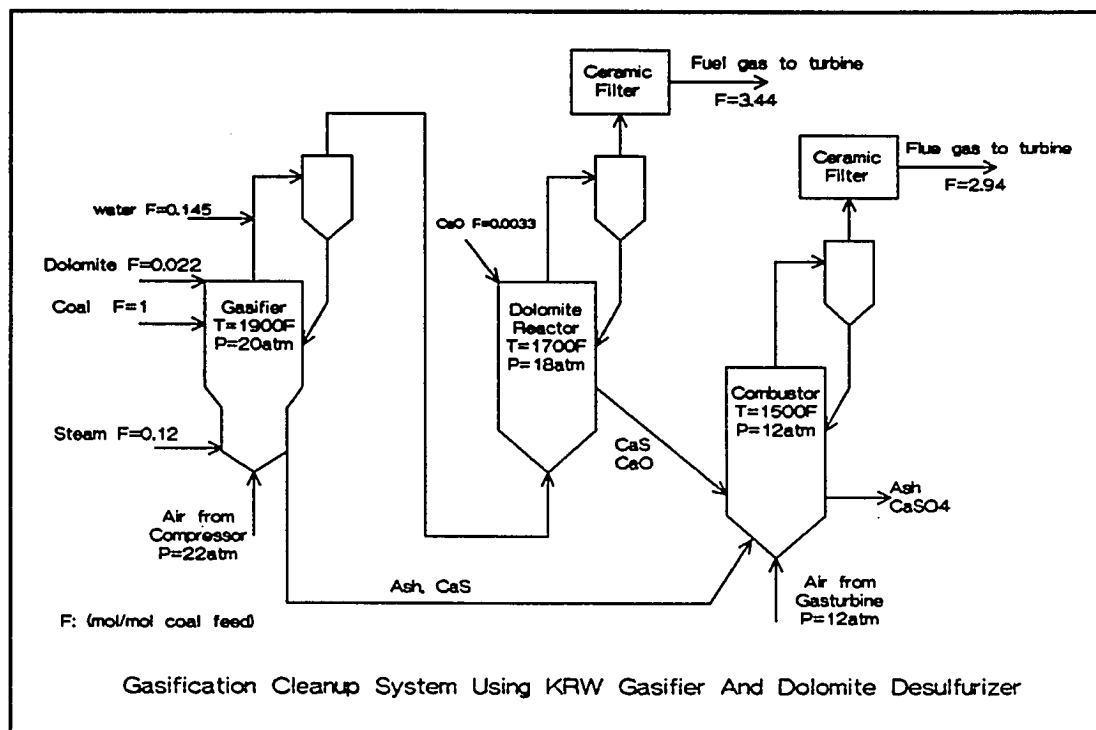 Ceramic
Filter
Fuel gas to turbine
F=3.44
Ceramic
Filter
Flue gas to turbine
F=2.94
water F=0.145
CaO F=0.0033
Dolomite F=0.022
Coal F=1
Gasifier
T=1900F
P=20atm
Dolomite
Reactor
T=1700F
P=18atm
Combustor
T=1500F
P=12atm
Steam F=0.12
CaS
CaO
Ash
CaSO4
Air from
Compressor
P=22atm
Ash, CaS
Air from
Gasturbine
P=12atm
F: (mol/mol coal feed)
Gasification Cleanup System Using KRW Gasifier And Dolomite Desulfurizer